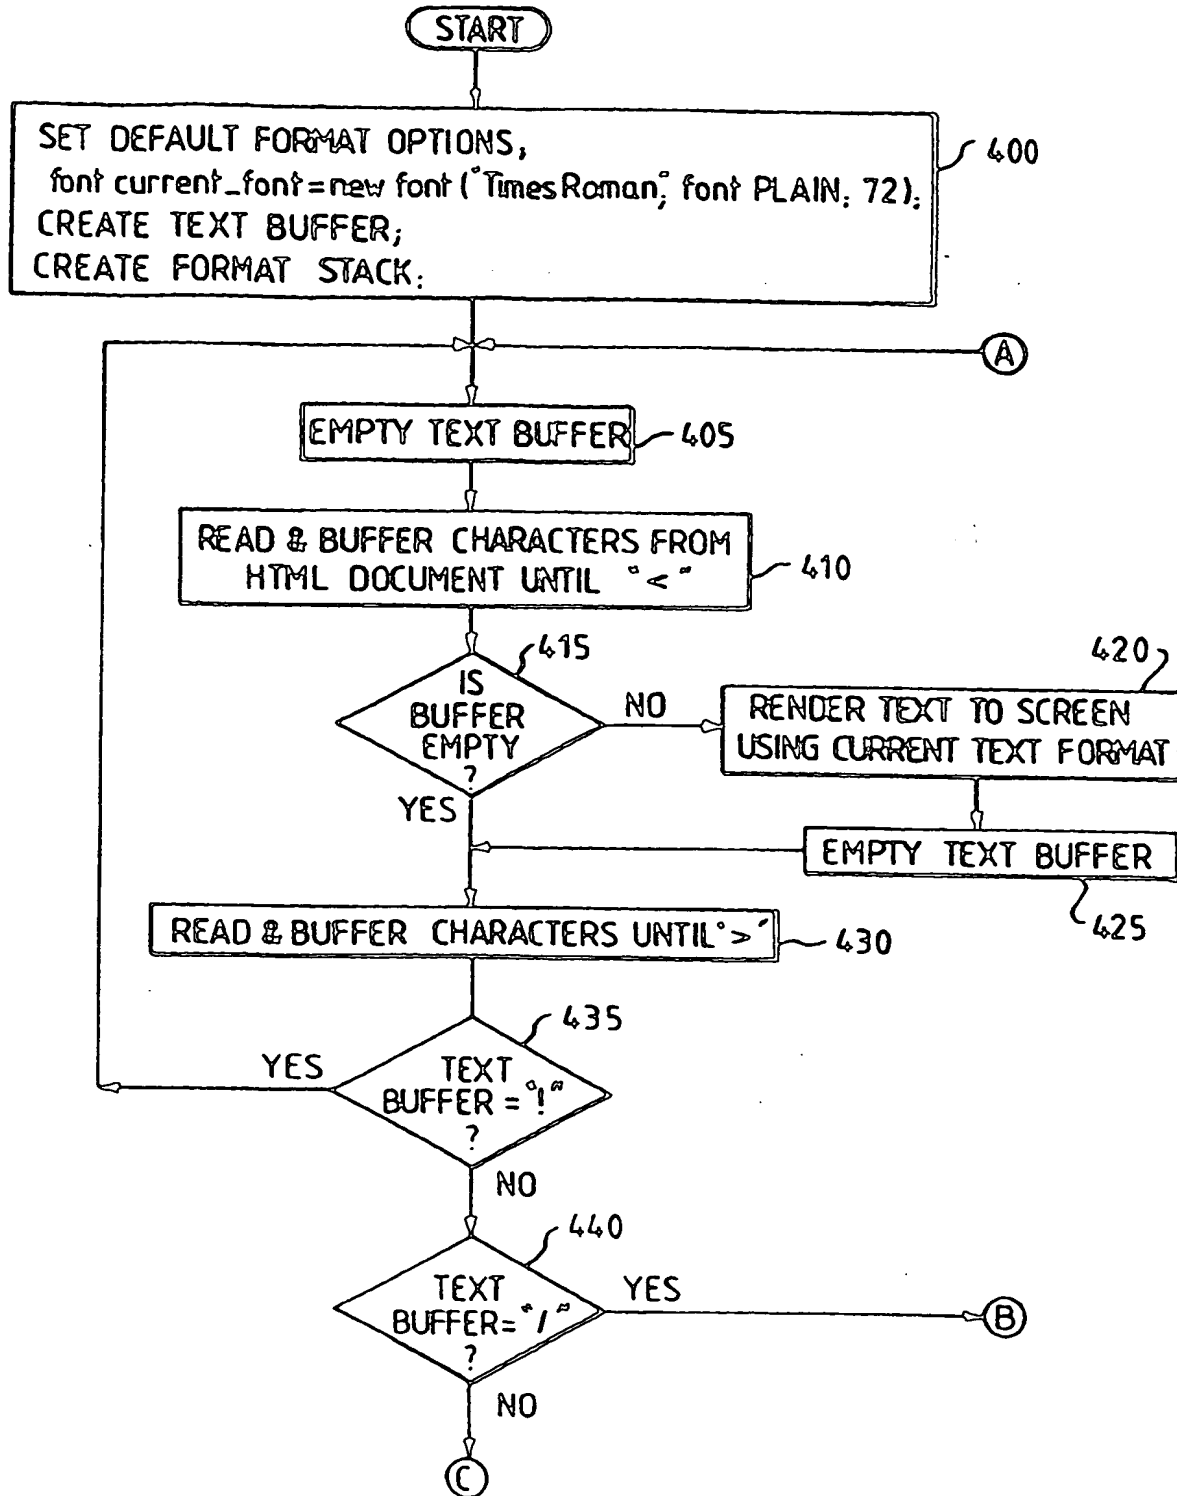 START
SET DEFAULT FORMAT OPTIONS,
400
font current_font=new font ("TimesRoman", font PLAIN: 72).
CREATE TEXT BUFFER;
CREATE FORMAT STACK.
A
EMPTY TEXT BUFFER
405
READ & BUFFER CHARACTERS FROM
HTML DOCUMENT UNTIL "<"
410
415
IS
BUFFER
EMPTY
?
NO
420
RENDER TEXT TO SCREEN
USING CURRENT TEXT FORMAT
YES
EMPTY TEXT BUFFER
425
READ & BUFFER CHARACTERS UNTIL ">"
430
435
YES
TEXT
BUFFER = "!"
?
NO
440
TEXT
BUFFER= "/"
?
YES
B
NO
C